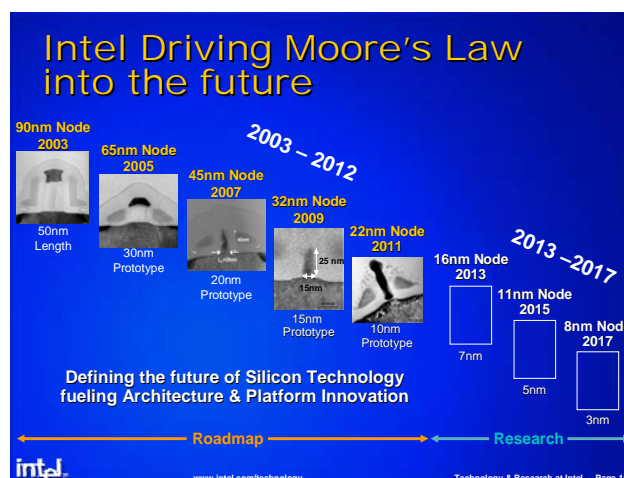 Intel Driving Moore's Law
into the future
90nm Node
2003
50nm
Length
65nm Node
2005
30nm
Prototype
45nm Node
2007
20nm
Prototype
2003 – 2012
32nm Node
2009
25 nm
15nm
15nm
Prototype
22nm Node
2011
10nm
Prototype
2013 –2017
16nm Node
2013
7nm
11nm Node
2015
5nm
8nm Nod
2017
3nm
Defining the future of Silicon Technology
fueling Architecture & Platform Innovation
Roadmap
Research
intel
www.intel.com/technology
Technology & Research at Intel Page 1